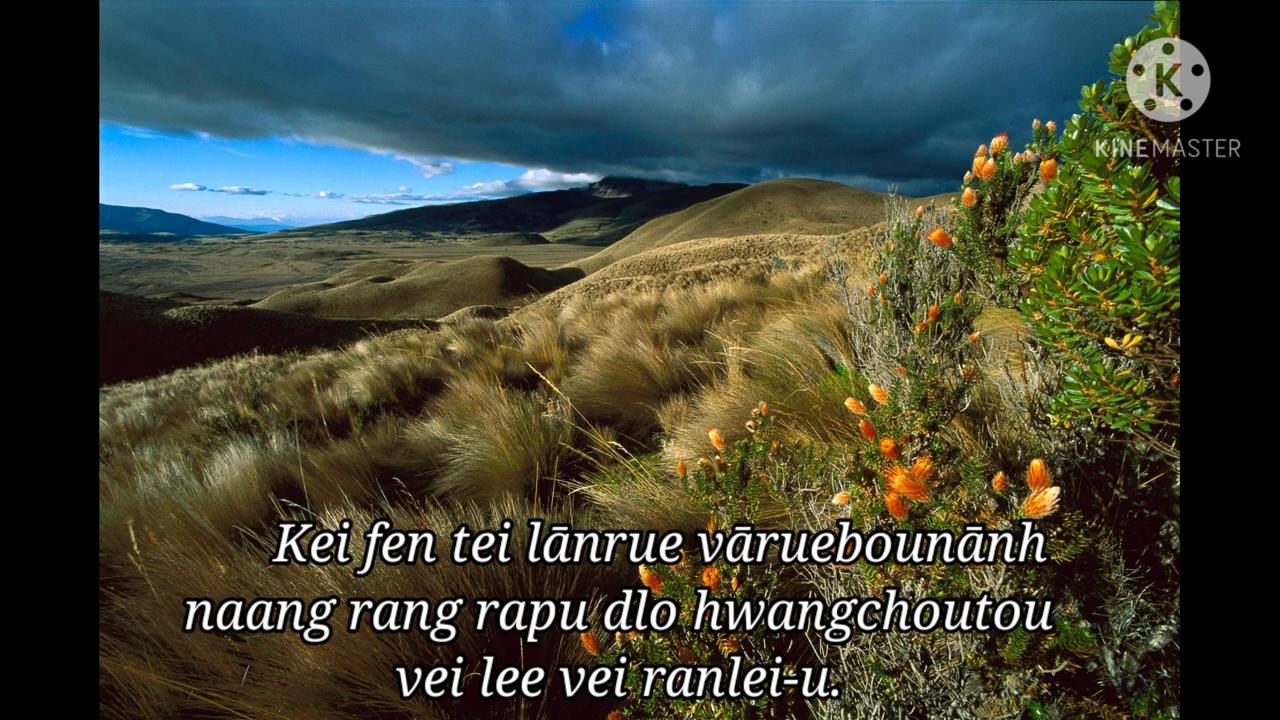 K
KINEMASTER
Kei fen tei lānrue vāruebounānh
naang rang rapu dlo hwangchoutou
vei lee vei ranlei-u.